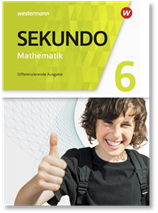 westermann
SEKUNDO
Mathematik
Differenzierende Ausgabe
6